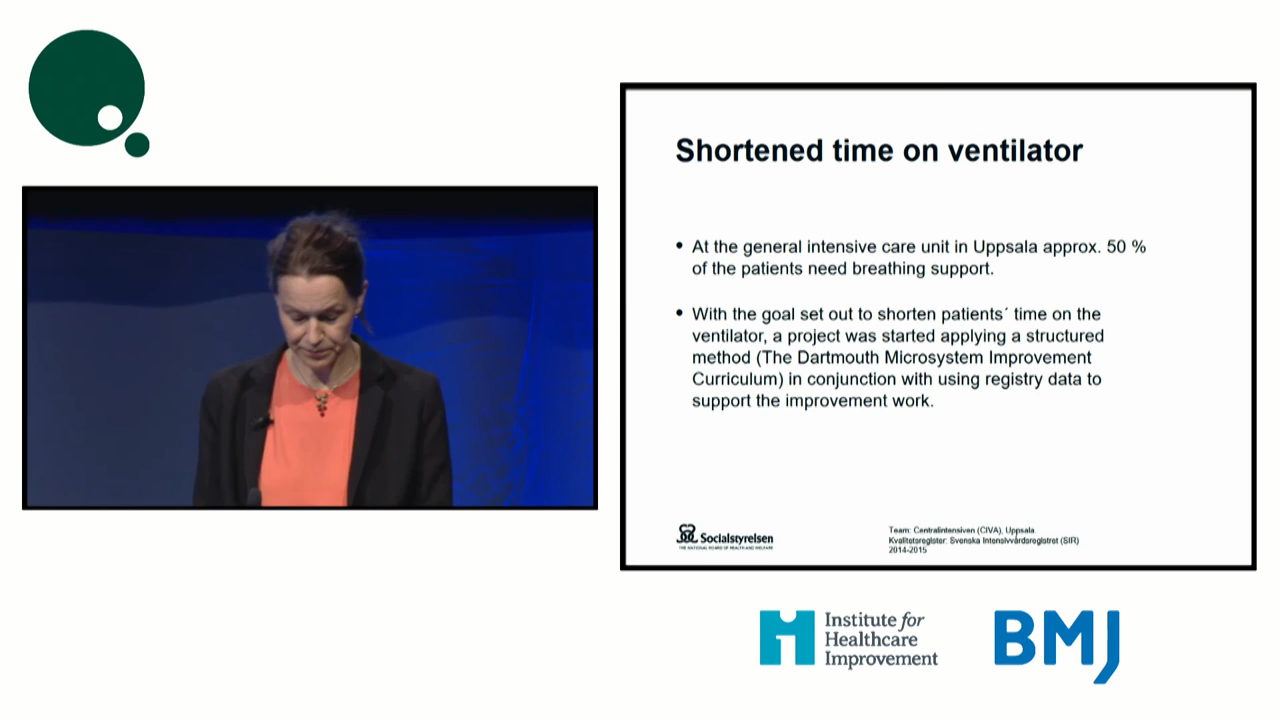 Shortened time on ventilator
• At the general intensive care unit in Uppsala approx. 50 %
of the patients need breathing support.
• With the goal set out to shorten patients´ time on the
ventilator, a project was started applying a structured
method (The Dartmouth Microsystem Improvement
Curriculum) in conjunction with using registry data to
support the improvement work.
Socialstyrelsen
THE NATIONAL BOARD OF HEALTH AND WELFARE
Team: Centralintensiven (CIVA), Uppsala
Kvalitetsregister: Svenska Intensivvårdsregistret (SIR)
2014-2015
Institute for
Healthcare
Improvement
BMJ